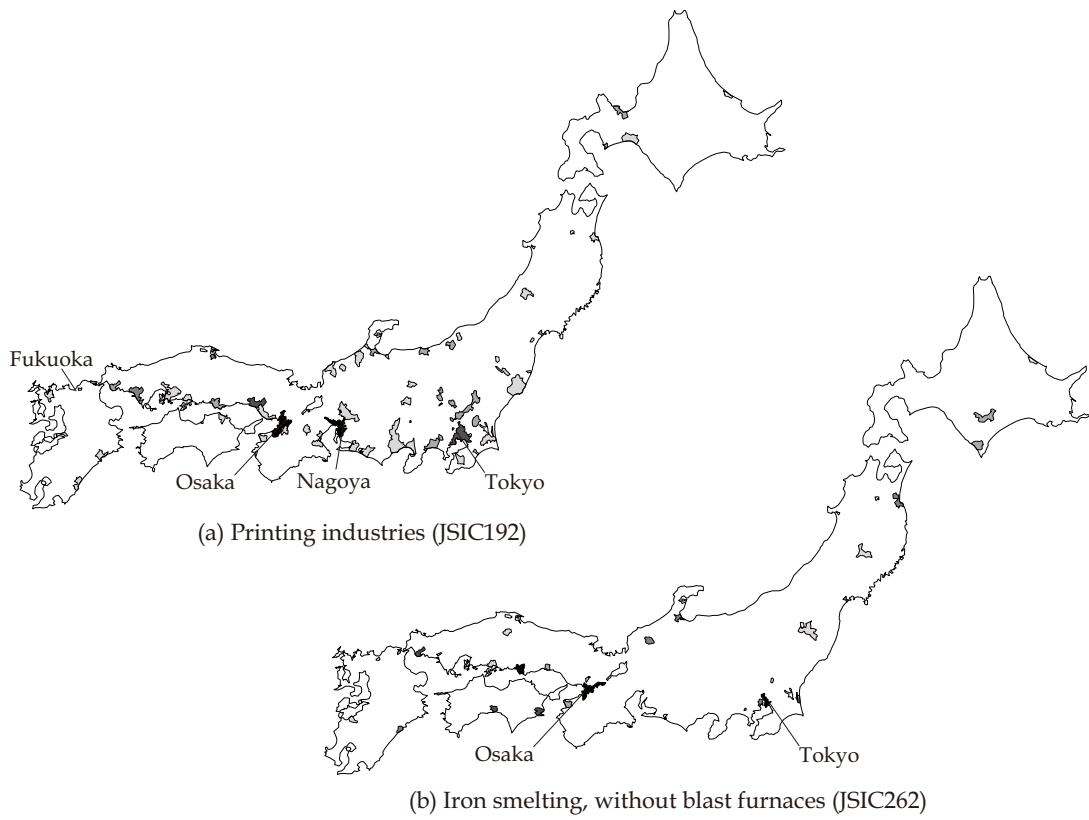 Fukuoka
Osaka
Nagoya
Tokyo
(a) Printing industries (JSIC192)
Osaka
Tokyo
(b) Iron smelting, without blast furnaces (JSIC262)